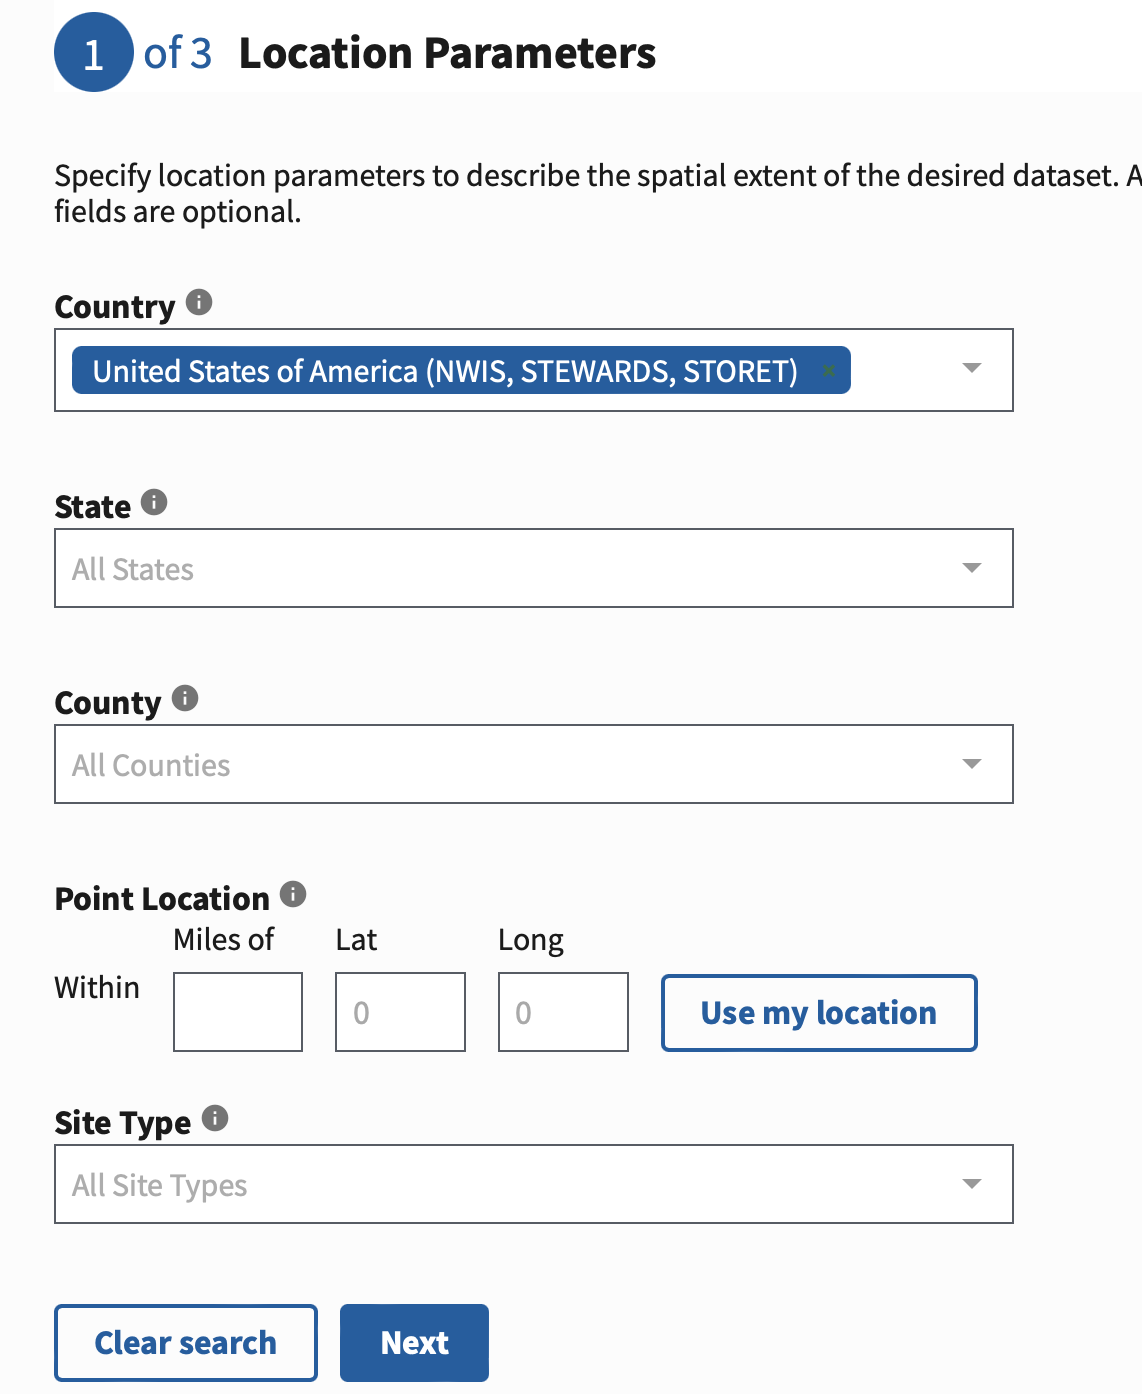 1 of 3 Location Parameters
Specify location parameters to describe the spatial extent of the desired dataset. A
fields are optional.
Country
United States of America (NWIS, STEWARDS, STORET) ×
State
All States
County
All Counties
Point Location
Miles of Lat Long
Within 0 0 Use my location
Site Type
All Site Types
Clear search Next